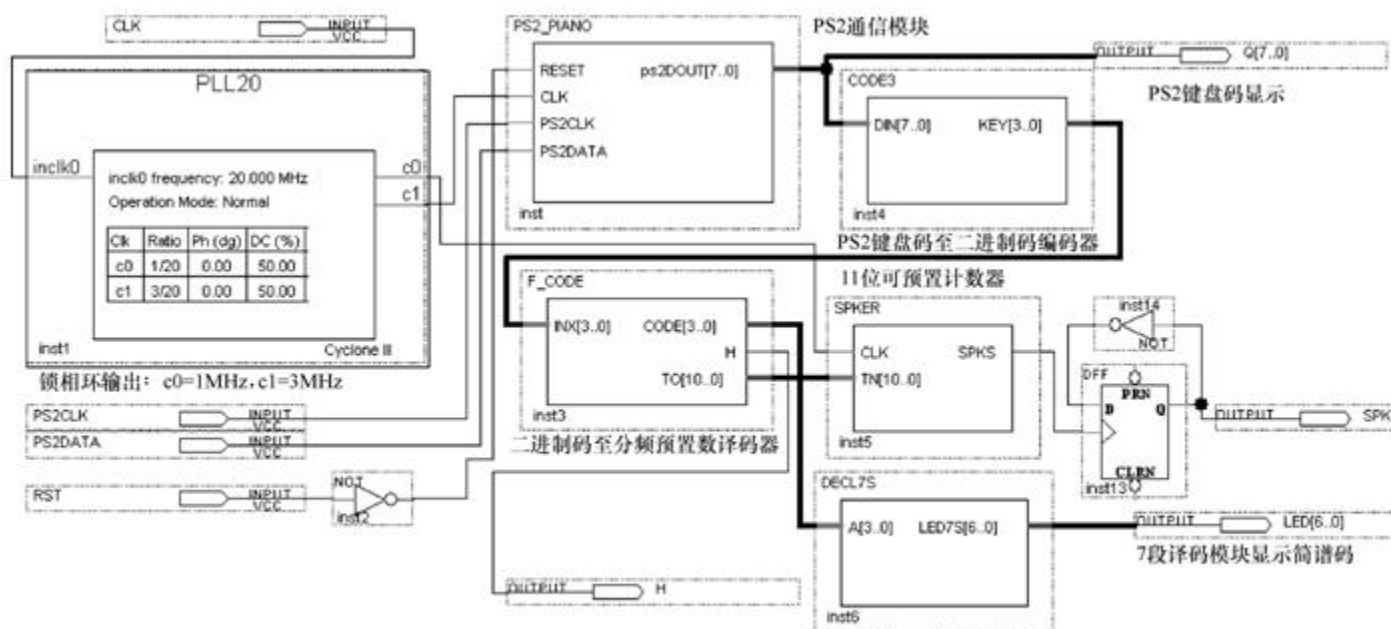 CLK
INPUT
VCC
PLL20
inclk0
c0
c1
inclk0 frequency: 20.000 MHz
Operation Mode: Normal
Clk Ratio Ph (dg) DC (%)
c0 1/20 0.00 50.00
c1 3/20 0.00 50.00
inst1
Cyclone III
锁相环输出：c0=1MHz,c1=3MHz
PS2CLK
INPUT
VCC
PS2DATA
INPUT
VCC
RST
INPUT
VCC
NOT
inst2
PS2_PIANO
RESET
CLK
PS2CLK
PS2DATA
ps2DOUT[7..0]
inst
PS2通信模块
OUTPUT
Q[7..0]
PS2键盘码显示
CODE3
DIN[7..0]
KEY[3..0]
inst4
PS2键盘码至二进制码编码器
F_CODE
INX[3..0]
CODE[3..0]
H
TO[10..0]
inst3
二进制码至分频预置数译码器
11位可预置计数器
SPKER
CLK
SPKS
TN[10..0]
inst5
inst14
NOT
DFF
PRN
D
Q
CLRN
inst13
OUTPUT
SPK
DECL7S
A[3..0]
LED7S[6..0]
inst6
OUTPUT
LED[6..0]
7段译码模块显示简谱码
OUTPUT
H